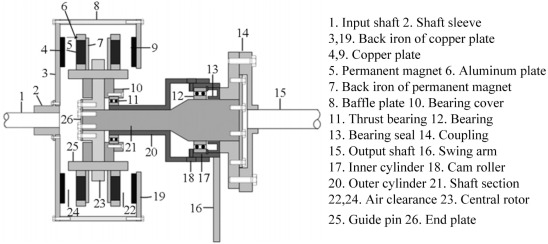 6
8
14
1. Input shaft 2. Shaft sleeve
4
5
7
9
3,19. Back iron of copper plate
3
4,9. Copper plate
10
11
12
13
15
5. Permanent magnet 6. Aluminum plate
1
2
7. Back iron of permanent magnet
26
8. Baffle plate 10. Bearing cover
11. Thrust bearing 12. Bearing
25
21
20
13. Bearing seal 14. Coupling
18
17
15. Output shaft 16. Swing arm
17. Inner cylinder 18. Cam roller
24
23
22
19
16
20. Outer cylinder 21. Shaft section
22,24. Air clearance 23. Central rotor
25. Guide pin 26. End plate